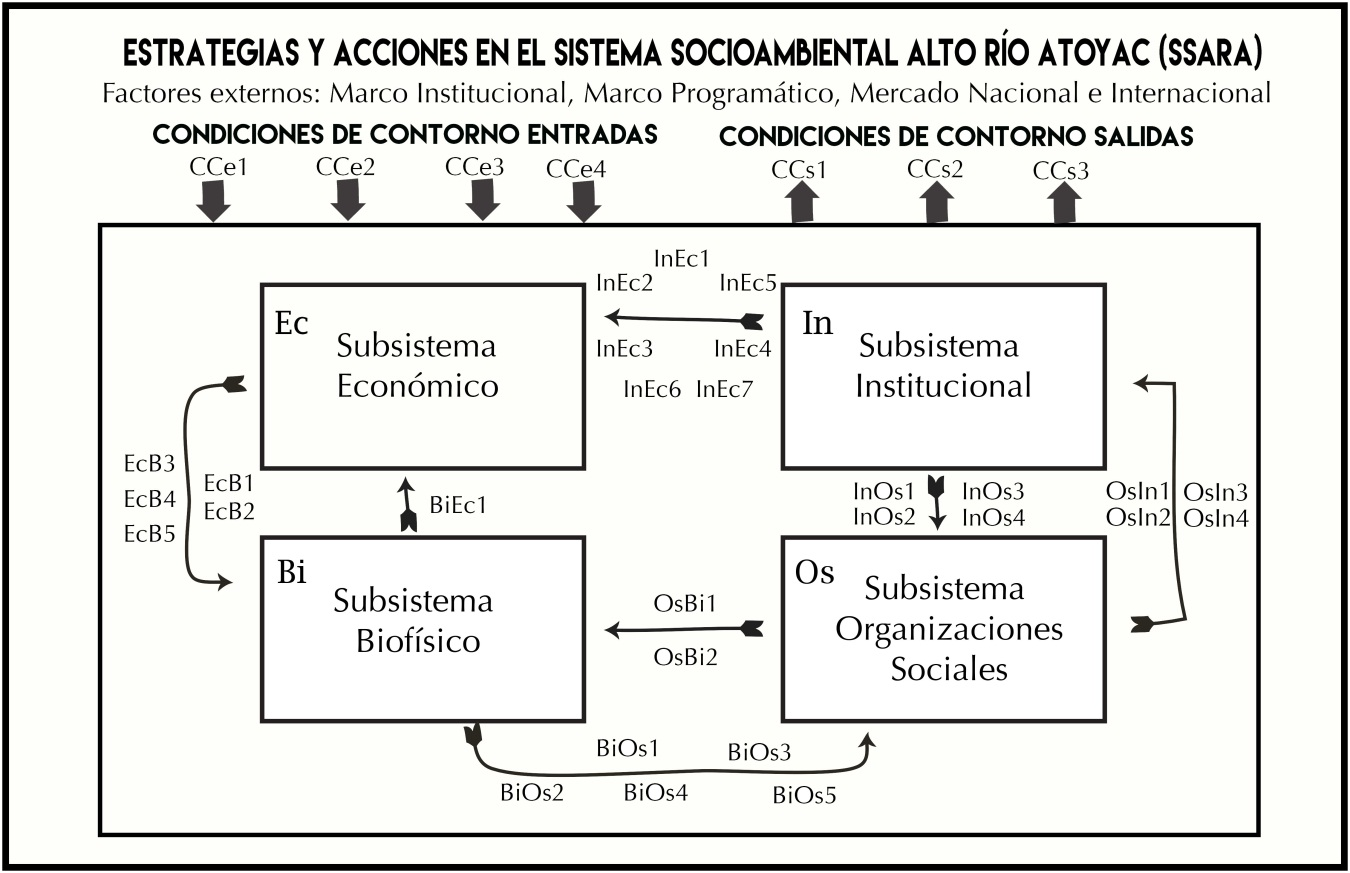 ESTRATEGIAS Y ACCIONES EN EL SISTEMA SOCIOAMBIENTAL ALTO RÍO ATOYAC (SSARA)
Factores externos: Marco Institucional, Marco Programático, Mercado Nacional e Internacional
CONDICIONES DE CONTORNO ENTRADAS
CONDICIONES DE CONTORNO SALIDAS
CCe1 CCe2 CCe3 CCe4
CCs1 CCs2 CCs3
InEc1
InEc2 InEc5
InEc3 InEc4
InEc6 InEc7
Ec
Subsistema
Económico
In
Subsistema
Institucional
EcB3
EcB4
EcB5
EcB1
EcB2
BiEc1
InOs1 InOs3
InOs2 InOs4
OsIn1 OsIn3
OsIn2 OsIn4
Bi
Subsistema
Biofísico
OsBi1
OsBi2
Os
Subsistema
Organizaciones
Sociales
BiOs1 BiOs3
BiOs2 BiOs4 BiOs5